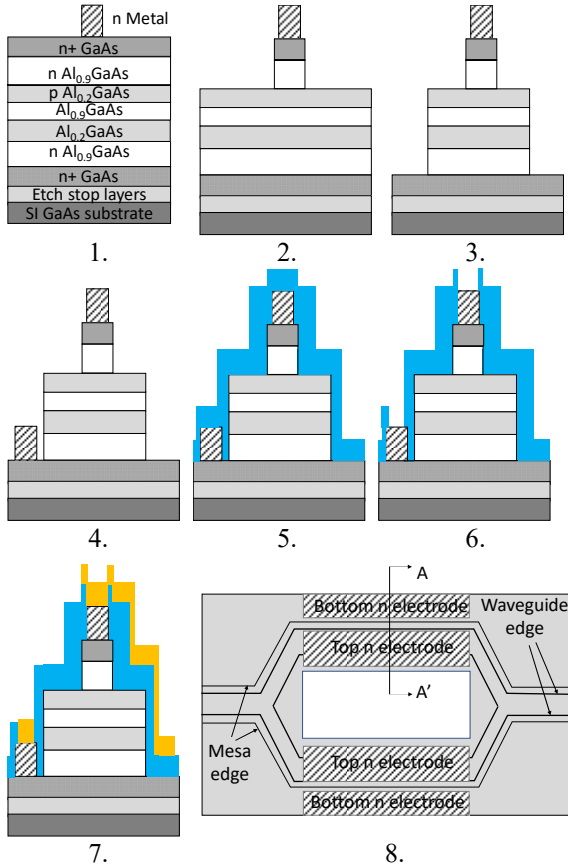 n Metal
n+ GaAs
n Al0.9GaAs
p Al0.2GaAs
Al0.9GaAs
Al0.2GaAs
n Al0.9GaAs
n+ GaAs
Etch stop layers
SI GaAs substrate
1.
2.
3.
4.
5.
6.
7.
A
Bottom n electrode
Waveguide
edge
Top n electrode
A'
Mesa
edge
Top n electrode
Bottom n electrode
8.